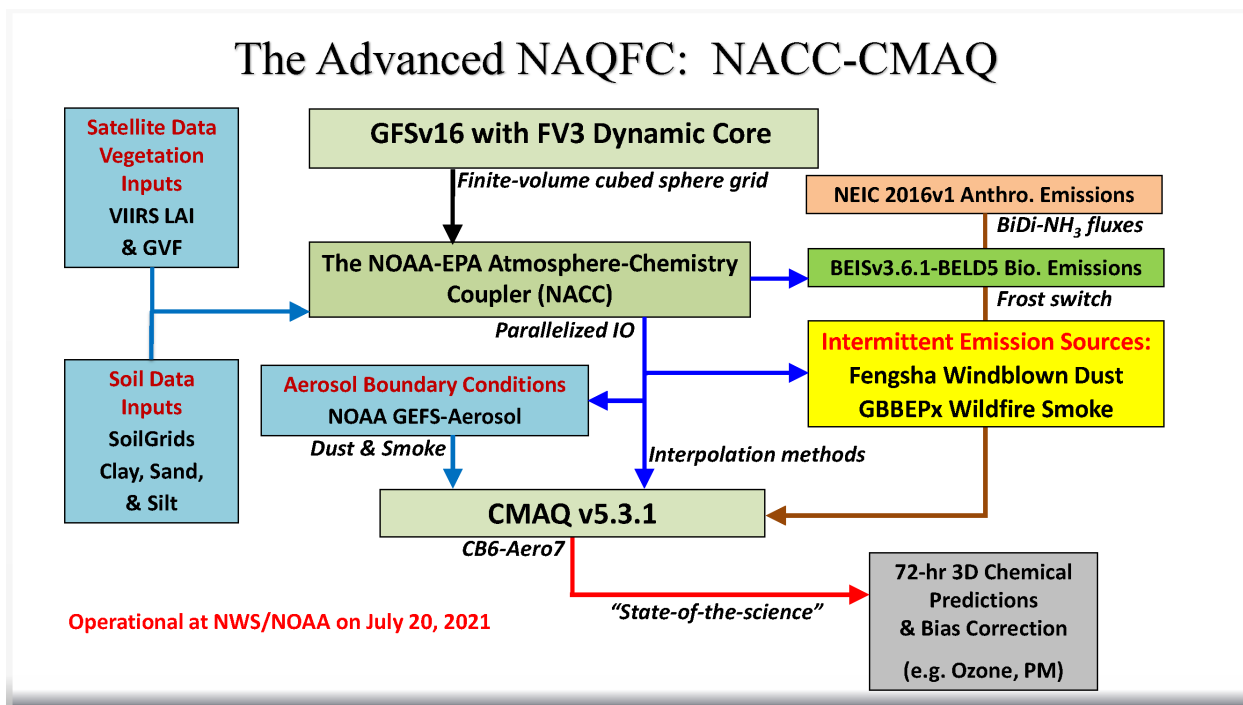 The Advanced NAQFC: NACC-CMAQ
Satellite Data
Vegetation
Inputs
VIIRS LAI
& GVF
GFSv16 with FV3 Dynamic Core
Finite-volume cubed sphere grid
NEIC 2016v1 Anthro. Emissions
BiDi-NH₃ fluxes
The NOAA-EPA Atmosphere-Chemistry
Coupler (NACC)
Parallelized IO
BEISv3.6.1-BELD5 Bio. Emissions
Frost switch
Intermittent Emission Sources:
Fengsha Windblown Dust
GBBEPx Wildfire Smoke
Soil Data
Inputs
SoilGrids
Clay, Sand,
& Silt
Aerosol Boundary Conditions
NOAA GEFS-Aerosol
Dust & Smoke
Interpolation methods
CMAQ v5.3.1
CB6-Aero7
"State-of-the-science"
72-hr 3D Chemical
Predictions
& Bias Correction
(e.g. Ozone, PM)
Operational at NWS/NOAA on July 20, 2021